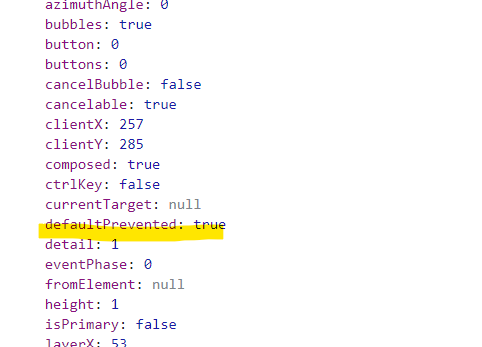 azimuthAngle: 0
bubbles: true
button: 0
buttons: 0
cancelBubble: false
cancelable: true
clientX: 257
clientY: 285
composed: true
ctrlKey: false
currentTarget: null
defaultPrevented: true
detail: 1
eventPhase: 0
fromElement: null
height: 1
isPrimary: false
layerX: 53